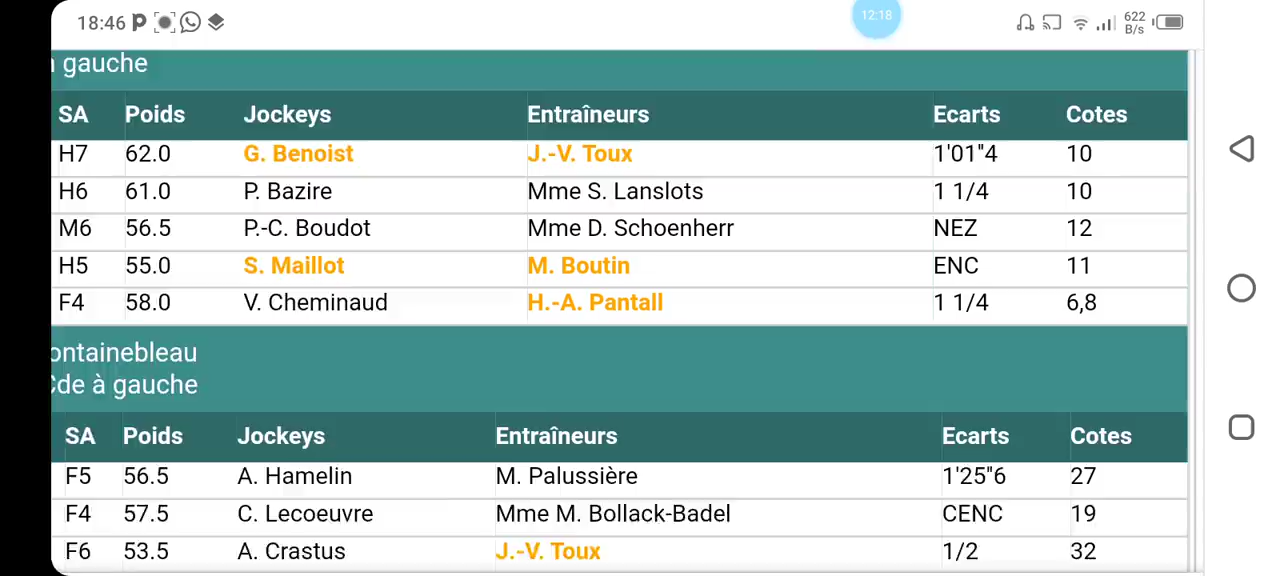 18:46
12:18
622 B/s
gauche
SA Poids Jockeys Entraîneurs Ecarts Cotes
H7 62.0 G. Benoist J.-V. Toux 1'01"4 10
H6 61.0 P. Bazire Mme S. Lanslots 1 1/4 10
M6 56.5 P.-C. Boudot Mme D. Schoenherr NEZ 12
H5 55.0 S. Maillot M. Boutin ENC 11
F4 58.0 V. Cheminaud H.-A. Pantall 1 1/4 6,8
ontainebleau
Cde à gauche
SA Poids Jockeys Entraîneurs Ecarts Cotes
F5 56.5 A. Hamelin M. Palussière 1'25"6 27
F4 57.5 C. Lecoeuvre Mme M. Bollack-Badel CENC 19
F6 53.5 A. Crastus J.-V. Toux 1/2 32